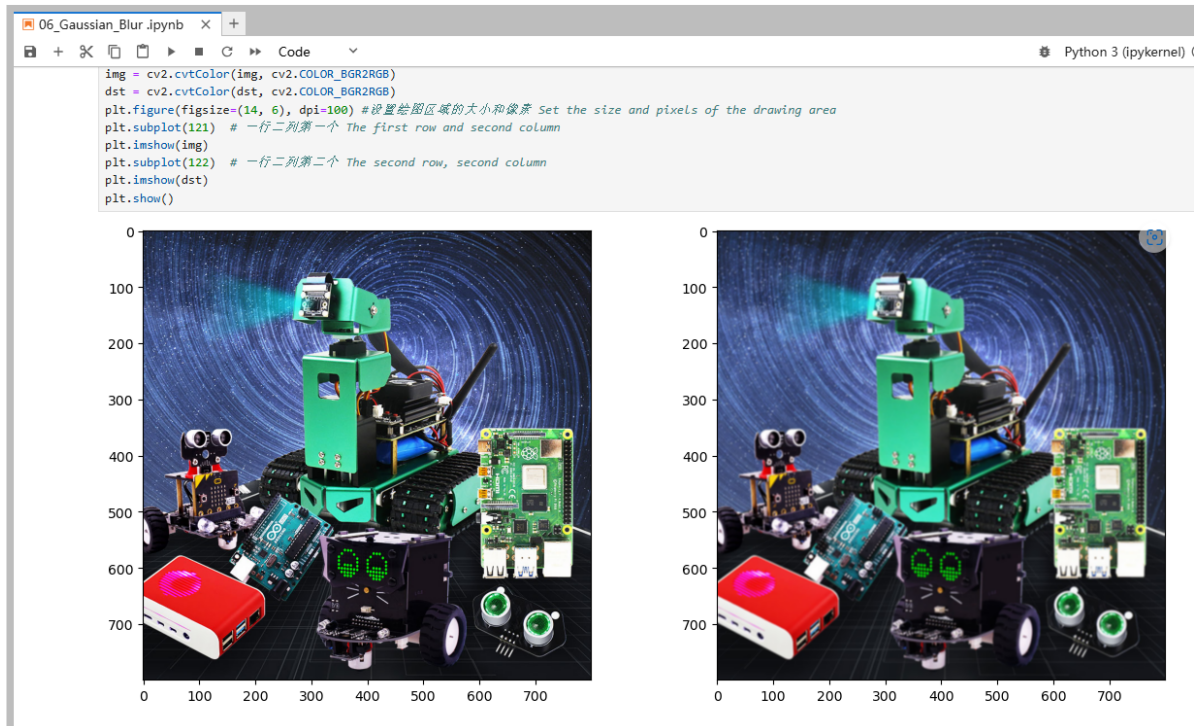 06_Gaussian_Blur .ipynb
Code
Python 3 (ipykernel)
img = cv2.cvtColor(img, cv2.COLOR_BGR2RGB)
dst = cv2.cvtColor(dst, cv2.COLOR_BGR2RGB)
plt.figure(figsize=(14, 6), dpi=100) #设置绘图区域的大小和像素 Set the size and pixels of the drawing area
plt.subplot(121)  # 一行二列第一个 The first row and second column
plt.imshow(img)
plt.subplot(122)  # 一行二列第二个 The second row, second column
plt.imshow(dst)
plt.show()
0
100
200
300
400
500
600
700
0 100 200 300 400 500 600 700
0
100
200
300
400
500
600
700
0 100 200 300 400 500 600 700